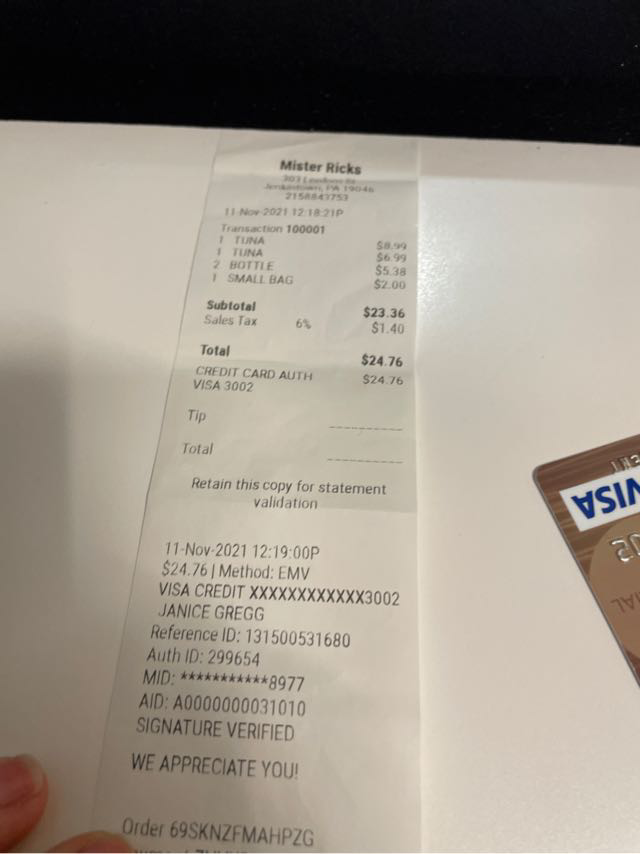 Mister Ricks
Jenkintown, PA 19046
2158843753
11-Nov-2021 12:18:21P
Transaction 100001
1 TUNA $8.99
1 TUNA $6.99
2 BOTTLE $5.38
1 SMALL BAG $2.00
Subtotal $23.36
Sales Tax 6% $1.40
Total $24.76
CREDIT CARD AUTH $24.76
VISA 3002
Tip
Total
Retain this copy for statement
validation
11-Nov-2021 12:19:00P
$24.76 | Method: EMV
VISA CREDIT XXXXXXXXXXXX3002
JANICE GREGG
Reference ID: 131500531680
Auth ID: 299654
MID: ***********8977
AID: A0000000031010
SIGNATURE VERIFIED
WE APPRECIATE YOU!
Order 69SKNZFMAHPZG
VISA